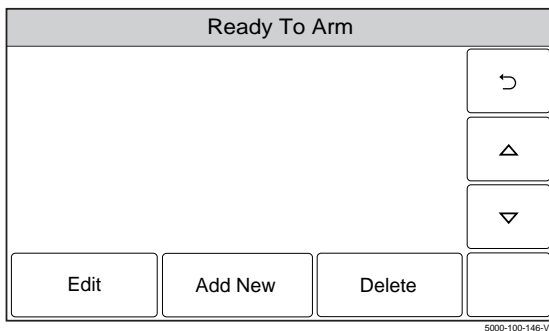 Ready To Arm
Edit
Add New
Delete
5000-100-146-V